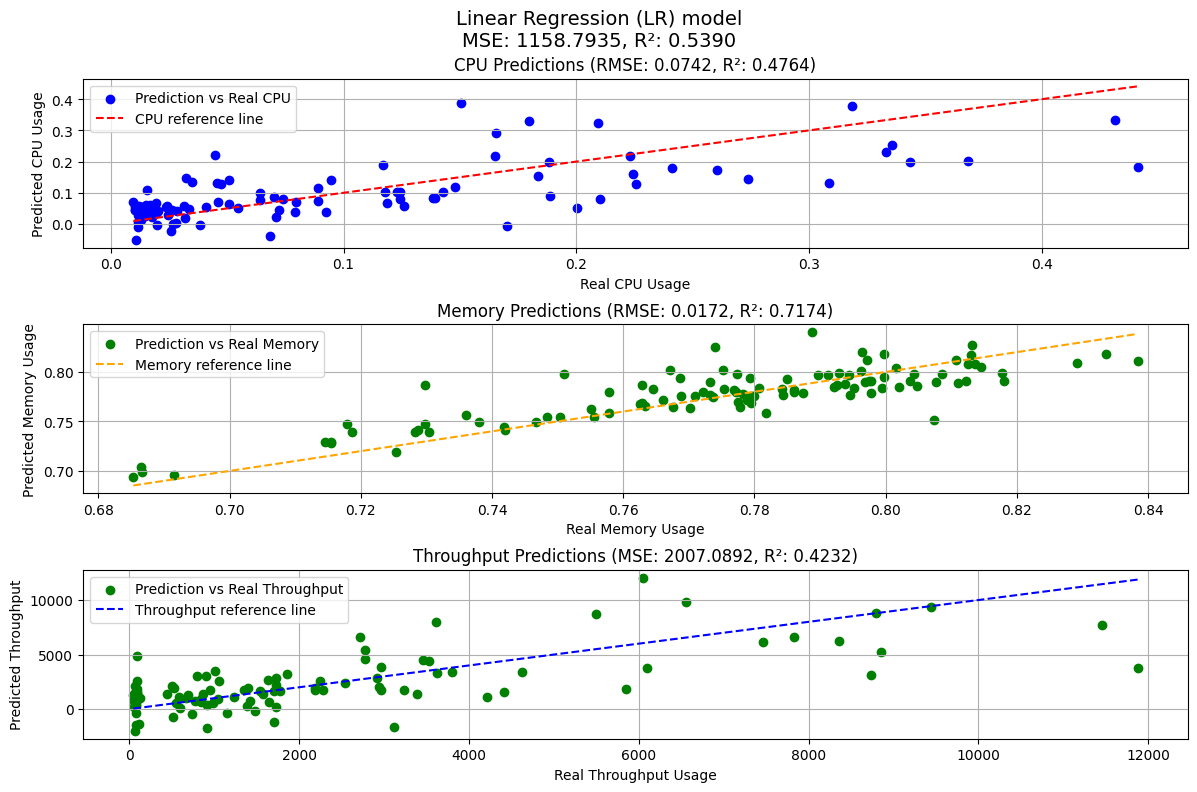 Linear Regression (LR) model
MSE: 1158.7935, R²: 0.5390
CPU Predictions (RMSE: 0.0742, R²: 0.4764)
Prediction vs Real CPU
CPU reference line
Predicted CPU Usage
0.4
0.3
0.2
0.1
0.0
0.0 0.1 0.2 0.3 0.4
Real CPU Usage
Memory Predictions (RMSE: 0.0172, R²: 0.7174)
Prediction vs Real Memory
Memory reference line
Predicted Memory Usage
0.80
0.75
0.70
0.68 0.70 0.72 0.74 0.76 0.78 0.80 0.82 0.84
Real Memory Usage
Throughput Predictions (MSE: 2007.0892, R²: 0.4232)
Prediction vs Real Throughput
Throughput reference line
Predicted Throughput
10000
5000
0
0 2000 4000 6000 8000 10000 12000
Real Throughput Usage